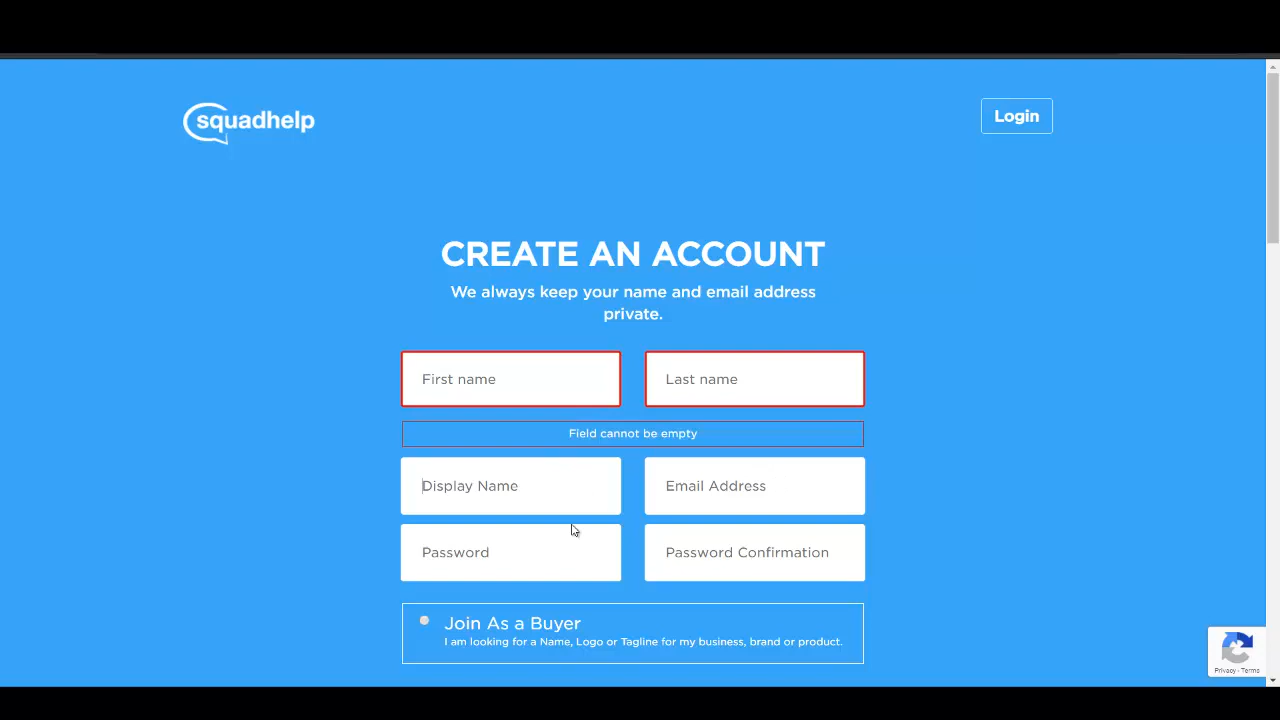 squadhelp
Login
CREATE AN ACCOUNT
We always keep your name and email address
private.
First name
Last name
Field cannot be empty
Display Name
Email Address
Password
Password Confirmation
Join As a Buyer
I am looking for a Name, Logo or Tagline for my business, brand or product.
Privacy - Terms